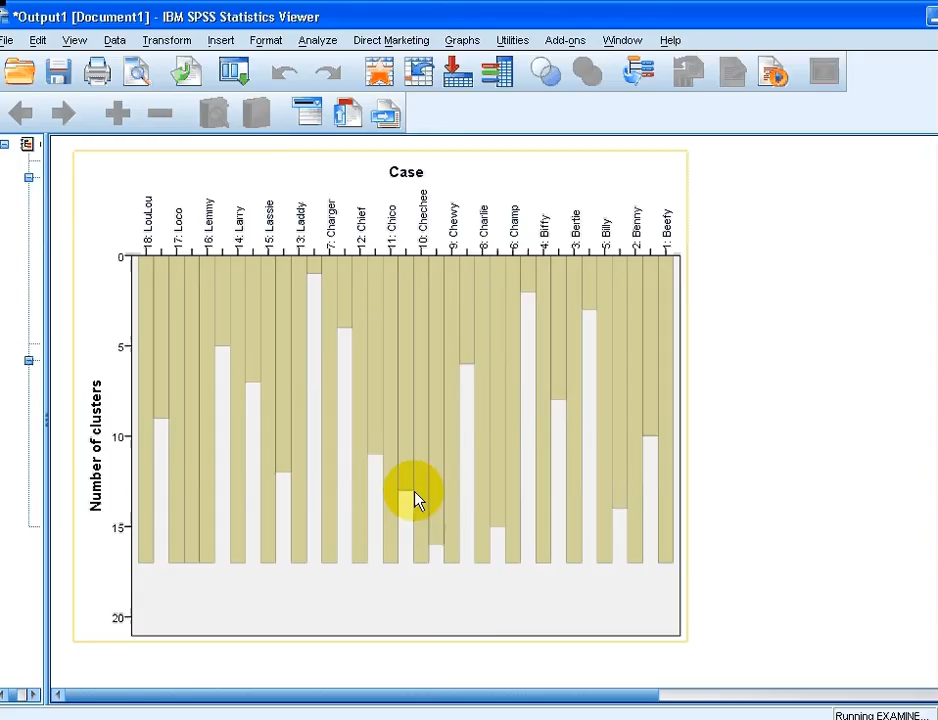 *Output1 [Document1] - IBM SPSS Statistics Viewer
File Edit View Data Transform Insert Format Analyze Direct Marketing Graphs Utilities Add-ons Window Help
Case
18: LouLou
17: Loco
16: Lemmy
14: Larry
15: Lassie
13: Laddy
7: Charger
12: Chief
11: Chico
10: Chechee
9: Chewy
8: Charlie
6: Champ
4: Biffy
3: Bertie
5: Billy
2: Benny
1: Beefy
Number of clusters
0
5
10
15
20
Running EXAMINE...